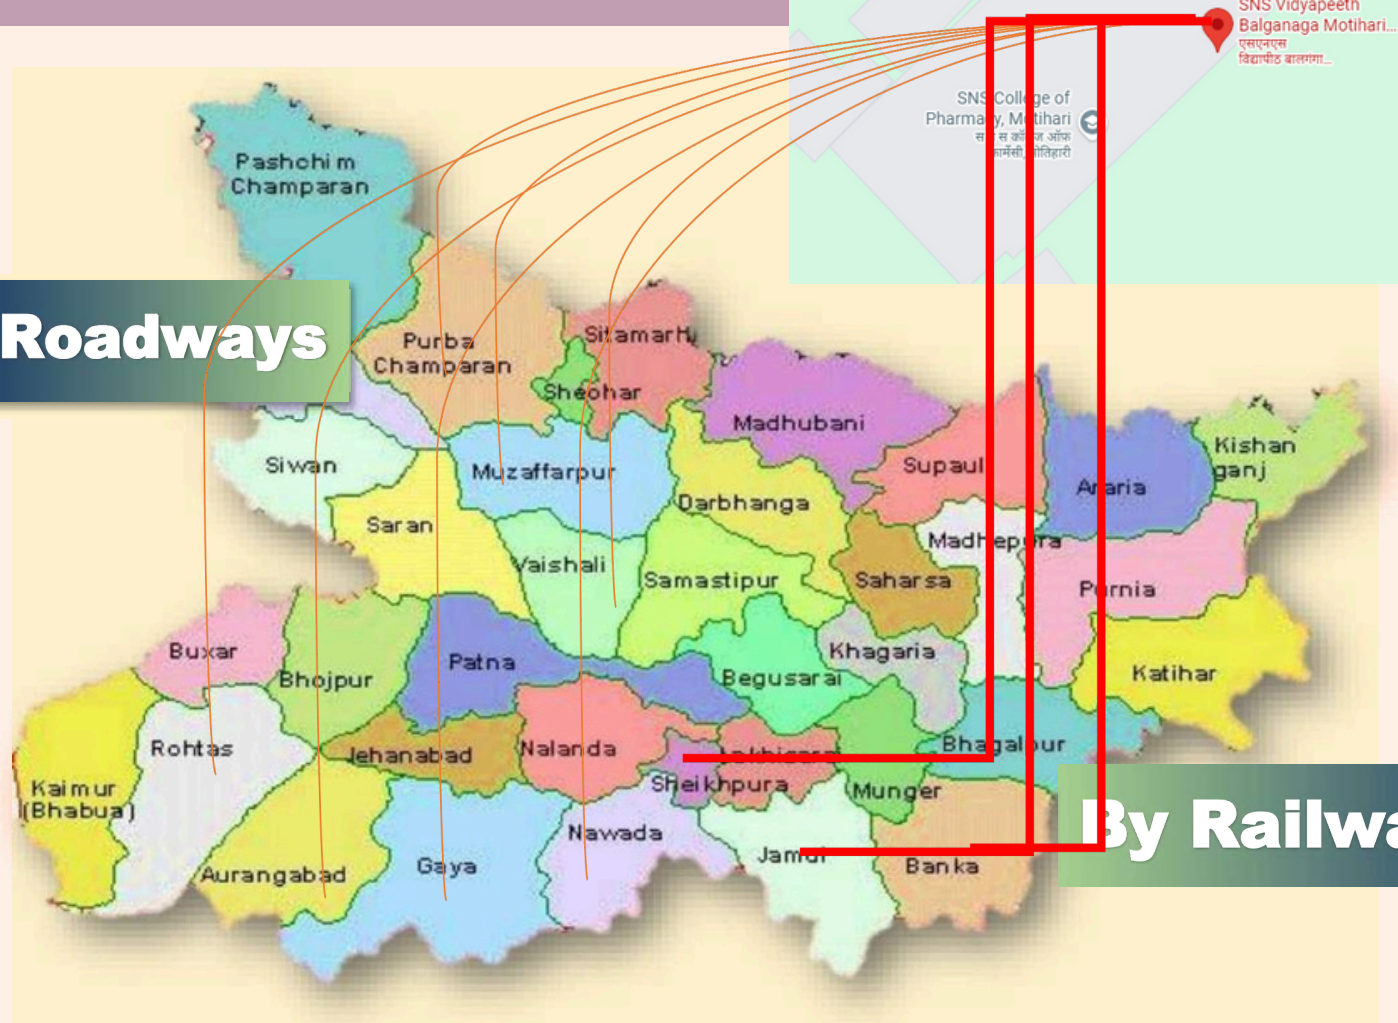 SNS Vidyapeeth
Balganaga Motihari...
एसएनएस
विद्यापीठ बालगंगा...
SNS College of
Pharmacy, Motihari
Pashchim
Champaran
Roadways
Purba
Champaran
Sitamarhi
Sheohar
Madhubani
Siwan
Muzaffarpur
Supaul
Araria
Kishan
ganj
Saran
Darbhanga
Madhepura
Vaishali
Samastipur
Saharsa
Purnia
Buxar
Bhojpur
Patna
Begusarai
Khagaria
Katihar
Rohtas
Jehanabad
Nalanda
Lakhisarai
Bhagalpur
Kaimur
(Bhabua)
Sheikhpura
Munger
Nawada
Aurangabad
Gaya
Jamui
Banka
By Railwa